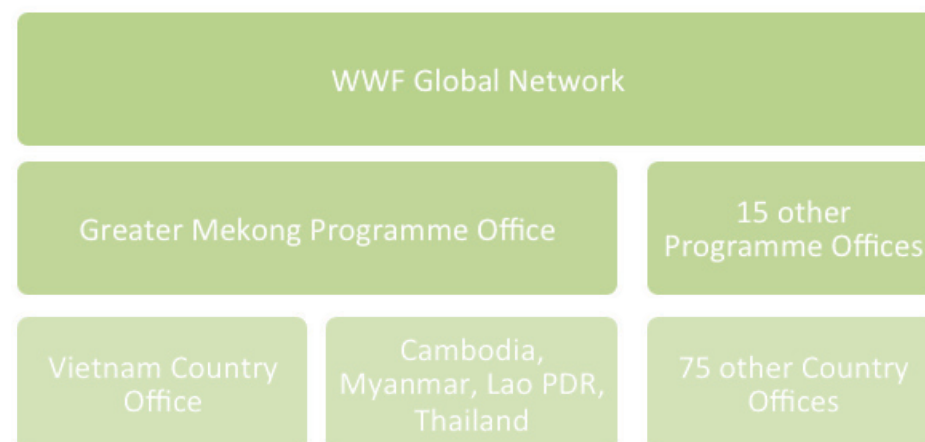 WWF Global Network
Greater Mekong Programme Office
15 other
Programme Offices
Vietnam Country
Office
Cambodia,
Myanmar, Lao PDR,
Thailand
75 other Country
Offices